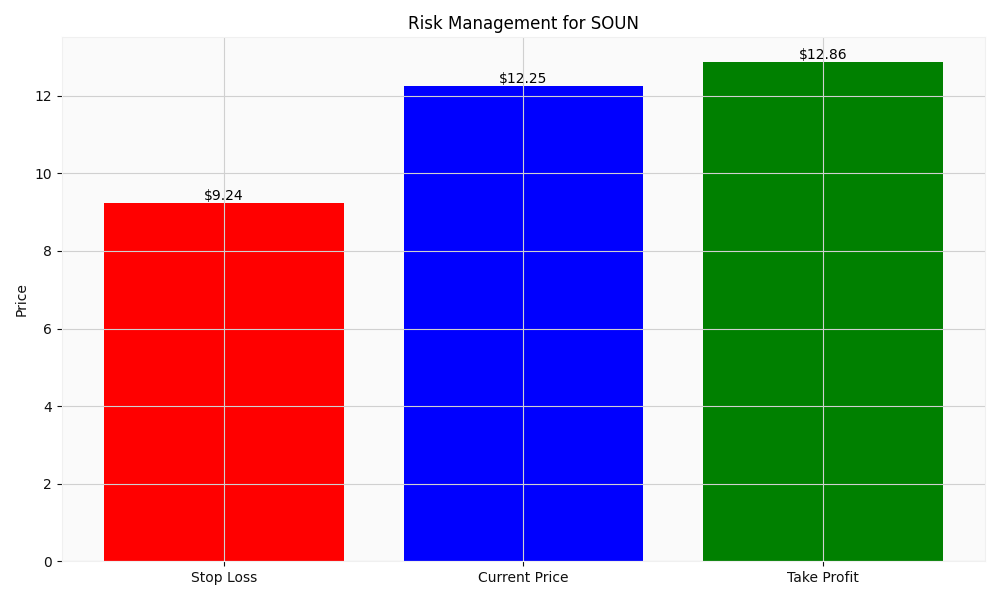 Risk Management for SOUN
$12.86
$12.25
$9.24
Price
12
10
8
6
4
2
0
Stop Loss
Current Price
Take Profit